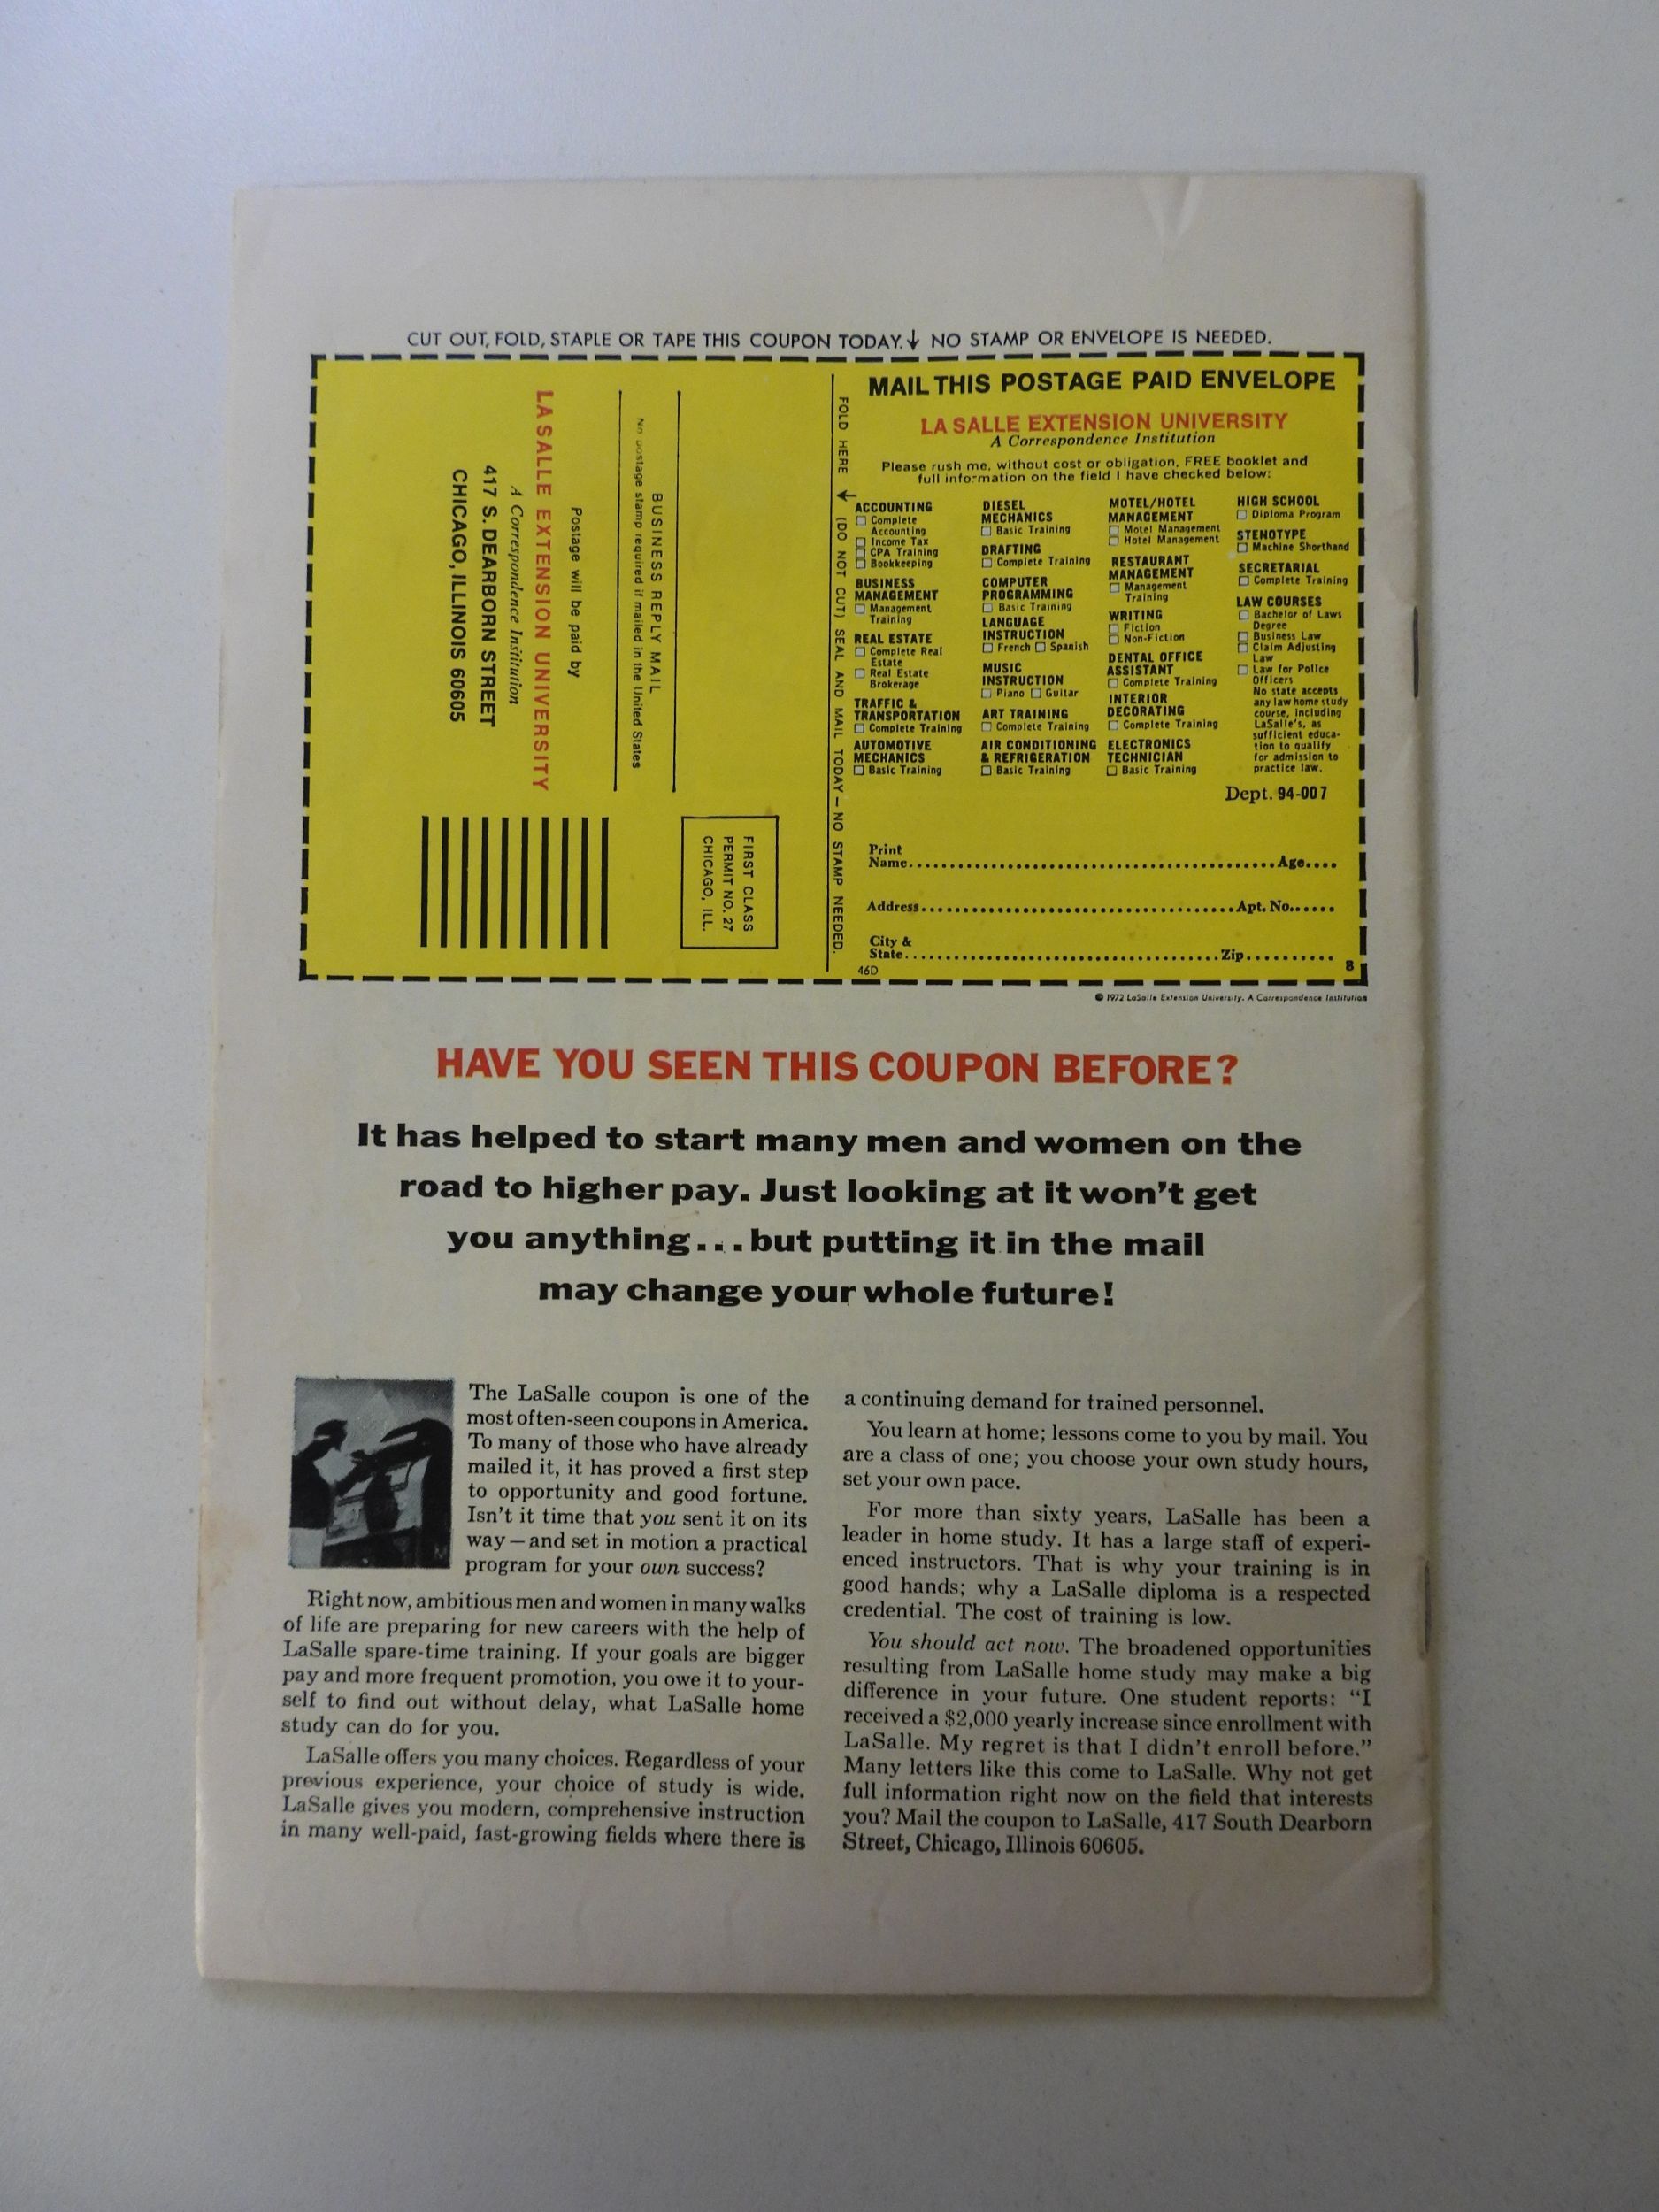 CUT OUT, FOLD, STAPLE OR TAPE THIS COUPON TODAY. ↓ NO STAMP OR ENVELOPE IS NEEDED.
BUSINESS REPLY MAIL
No postage stamp required if mailed in the United States
Postage will be paid by
LA SALLE EXTENSION UNIVERSITY
A Correspondence Institution
417 S. DEARBORN STREET
CHICAGO, ILLINOIS 60605
FIRST CLASS
PERMIT NO. 27
CHICAGO, ILL.
FOLD HERE → (DO NOT CUT) SEAL AND MAIL TODAY — NO STAMP NEEDED.
MAIL THIS POSTAGE PAID ENVELOPE
LA SALLE EXTENSION UNIVERSITY
A Correspondence Institution
Please rush me, without cost or obligation, FREE booklet and
full information on the field I have checked below:
ACCOUNTING
☐ Complete
Accounting
☐ Income Tax
☐ CPA Training
☐ Bookkeeping
BUSINESS
MANAGEMENT
☐ Management
Training
REAL ESTATE
☐ Complete Real
Estate
☐ Real Estate
Brokerage
TRAFFIC &
TRANSPORTATION
☐ Complete Training
AUTOMOTIVE
MECHANICS
☐ Basic Training
DIESEL
MECHANICS
☐ Basic Training
DRAFTING
☐ Complete Training
COMPUTER
PROGRAMMING
☐ Basic Training
LANGUAGE
INSTRUCTION
☐ French ☐ Spanish
MUSIC
INSTRUCTION
☐ Piano ☐ Guitar
ART TRAINING
☐ Complete Training
AIR CONDITIONING
& REFRIGERATION
☐ Basic Training
MOTEL/HOTEL
MANAGEMENT
☐ Motel Management
☐ Hotel Management
RESTAURANT
MANAGEMENT
☐ Management
Training
WRITING
☐ Fiction
☐ Non-Fiction
DENTAL OFFICE
ASSISTANT
☐ Complete Training
INTERIOR
DECORATING
☐ Complete Training
ELECTRONICS
TECHNICIAN
☐ Basic Training
HIGH SCHOOL
☐ Diploma Program
STENOTYPE
☐ Machine Shorthand
SECRETARIAL
☐ Complete Training
LAW COURSES
☐ Bachelor of Laws
Degree
☐ Business Law
☐ Claim Adjusting
Law
☐ Law for Police
Officers
No state accepts
any law home study
course, including
LaSalle's, as
sufficient educa-
tion to qualify
for admission to
practice law.
Dept. 94-007
Print
Name.......... Age....
Address.......... Apt. No......
City &
State.......... Zip..........
46D
B
© 1972 LaSalle Extension University. A Correspondence Institution
HAVE YOU SEEN THIS COUPON BEFORE?
It has helped to start many men and women on the
road to higher pay. Just looking at it won't get
you anything...but putting it in the mail
may change your whole future!
The LaSalle coupon is one of the
most often-seen coupons in America.
To many of those who have already
mailed it, it has proved a first step
to opportunity and good fortune.
Isn't it time that you sent it on its
way—and set in motion a practical
program for your own success?
Right now, ambitious men and women in many walks
of life are preparing for new careers with the help of
LaSalle spare-time training. If your goals are bigger
pay and more frequent promotion, you owe it to your-
self to find out without delay, what LaSalle home
study can do for you.
LaSalle offers you many choices. Regardless of your
previous experience, your choice of study is wide.
LaSalle gives you modern, comprehensive instruction
in many well-paid, fast-growing fields where there is
a continuing demand for trained personnel.
You learn at home; lessons come to you by mail. You
are a class of one; you choose your own study hours,
set your own pace.
For more than sixty years, LaSalle has been a
leader in home study. It has a large staff of experi-
enced instructors. That is why your training is in
good hands; why a LaSalle diploma is a respected
credential. The cost of training is low.
You should act now. The broadened opportunities
resulting from LaSalle home study may make a big
difference in your future. One student reports: “I
received a $2,000 yearly increase since enrollment with
LaSalle. My regret is that I didn't enroll before.”
Many letters like this come to LaSalle. Why not get
full information right now on the field that interests
you? Mail the coupon to LaSalle, 417 South Dearborn
Street, Chicago, Illinois 60605.